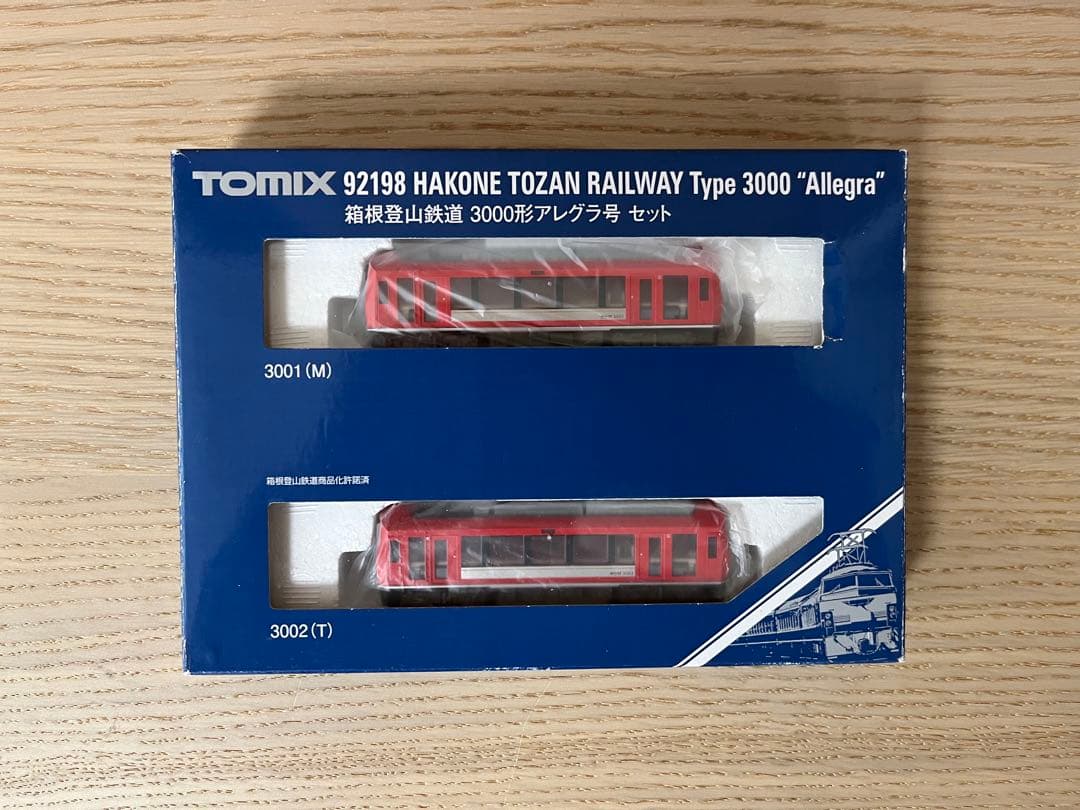 TOMIX 92198 HAKONE TOZAN RAILWAY Type 3000 “Allegra”
箱根登山鉄道 3000形アレグラ号 セット
3001(M)
箱根登山鉄道商品化許諾済
3002(T)